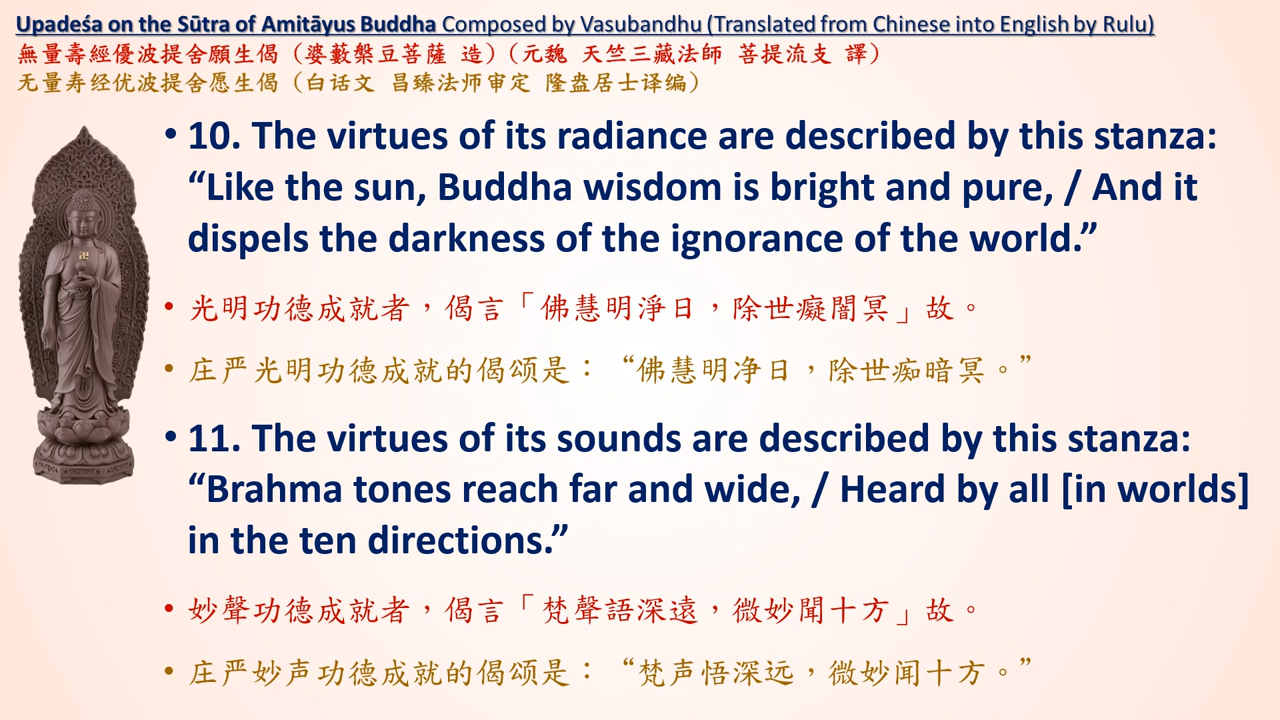 Upadeśa on the Sūtra of Amitāyus Buddha Composed by Vasubandhu (Translated from Chinese into English by Rulu)
無量壽經優波提舍願生偈（婆藪槃豆菩薩 造）（元魏 天竺三藏法師 菩提流支 譯）
无量寿经优波提舍愿生偈（白话文 昌臻法师审定 隆盎居士译编）
• 10. The virtues of its radiance are described by this stanza:
“Like the sun, Buddha wisdom is bright and pure, / And it
dispels the darkness of the ignorance of the world.”
• 光明功德成就者，偈言「佛慧明淨日，除世癡闇冥」故。
• 庄严光明功德成就的偈颂是：“佛慧明净日，除世痴暗冥。”
• 11. The virtues of its sounds are described by this stanza:
“Brahma tones reach far and wide, / Heard by all [in worlds]
in the ten directions.”
• 妙聲功德成就者，偈言「梵聲語深遠，微妙聞十方」故。
• 庄严妙声功德成就的偈颂是：“梵声悟深远，微妙闻十方。”